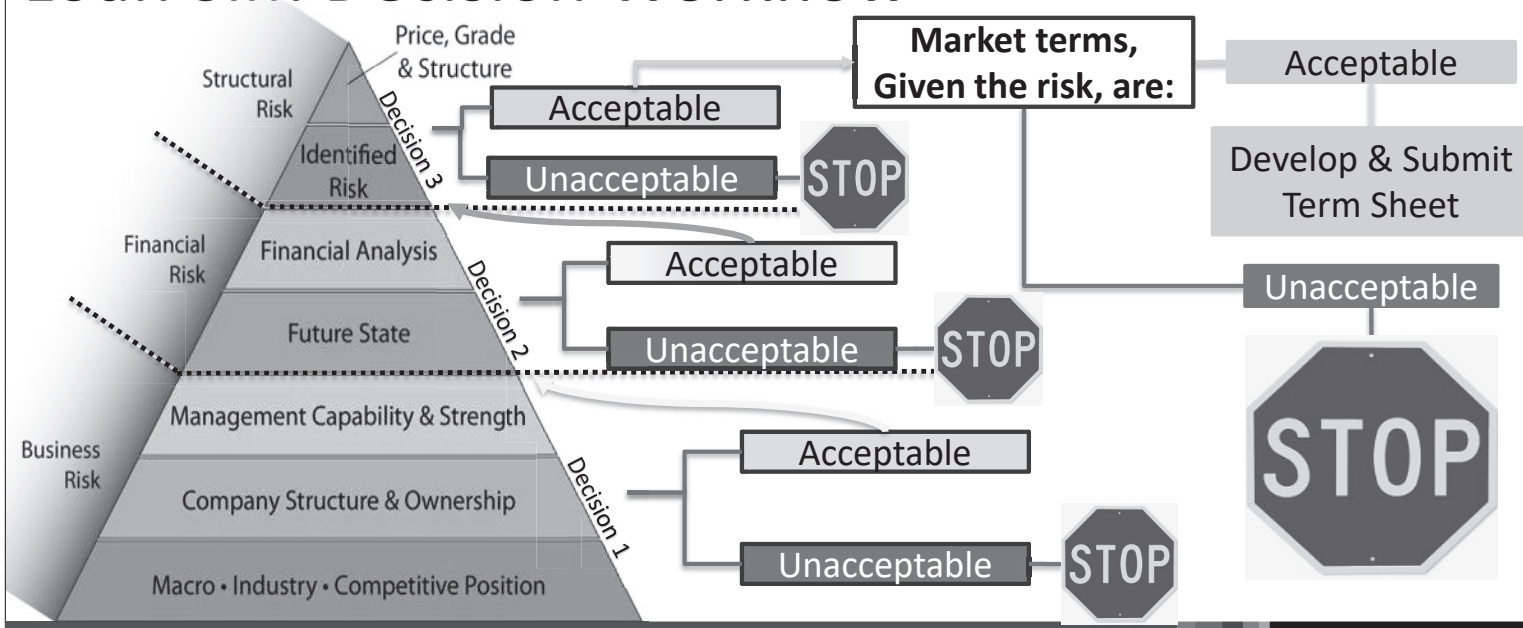 Price, Grade
& Structure
Structural
Risk
Decision 3
Identified
Risk
Acceptable
Unacceptable
STOP
Market terms,
Given the risk, are:
Acceptable
Develop & Submit
Term Sheet
Unacceptable
STOP
Financial
Risk
Financial Analysis
Future State
Decision 2
Acceptable
Unacceptable
STOP
Business
Risk
Management Capability & Strength
Company Structure & Ownership
Macro • Industry • Competitive Position
Decision 1
Acceptable
Unacceptable
STOP